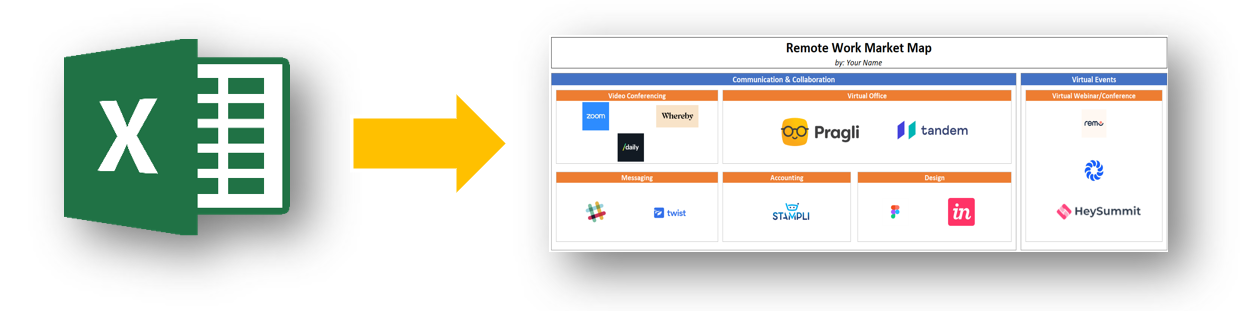 X
Remote Work Market Map
by: Your Name
Communication & Collaboration
Virtual Events
Video Conferencing
Virtual Office
Virtual Webinar/Conference
zoom
Whereby
/daily
Pragli
tandem
remo
Messaging
Accounting
Design
twist
STAMPLI
in
HeySummit